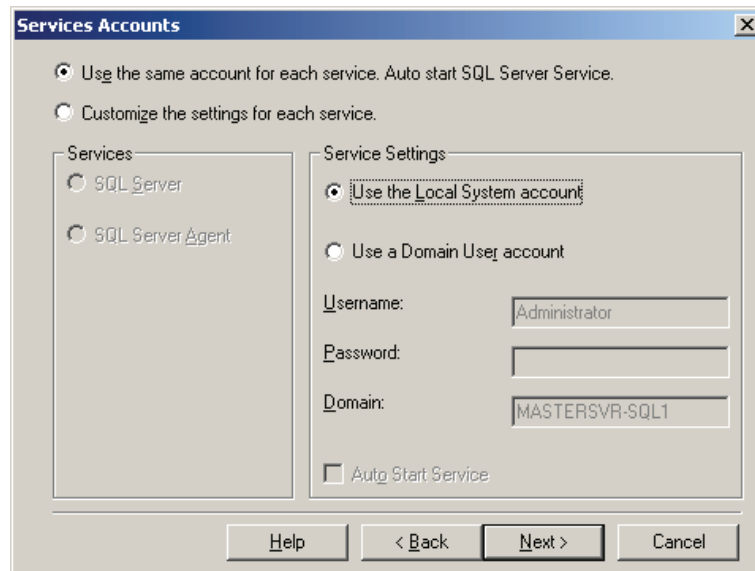 Services Accounts
Use the same account for each service. Auto start SQL Server Service.
Customize the settings for each service.
Services
SQL Server
SQL Server Agent
Service Settings
Use the Local System account
Use a Domain User account
Username:
Administrator
Password:
Domain:
MASTERSVR-SQL1
Auto Start Service
Help
< Back
Next >
Cancel